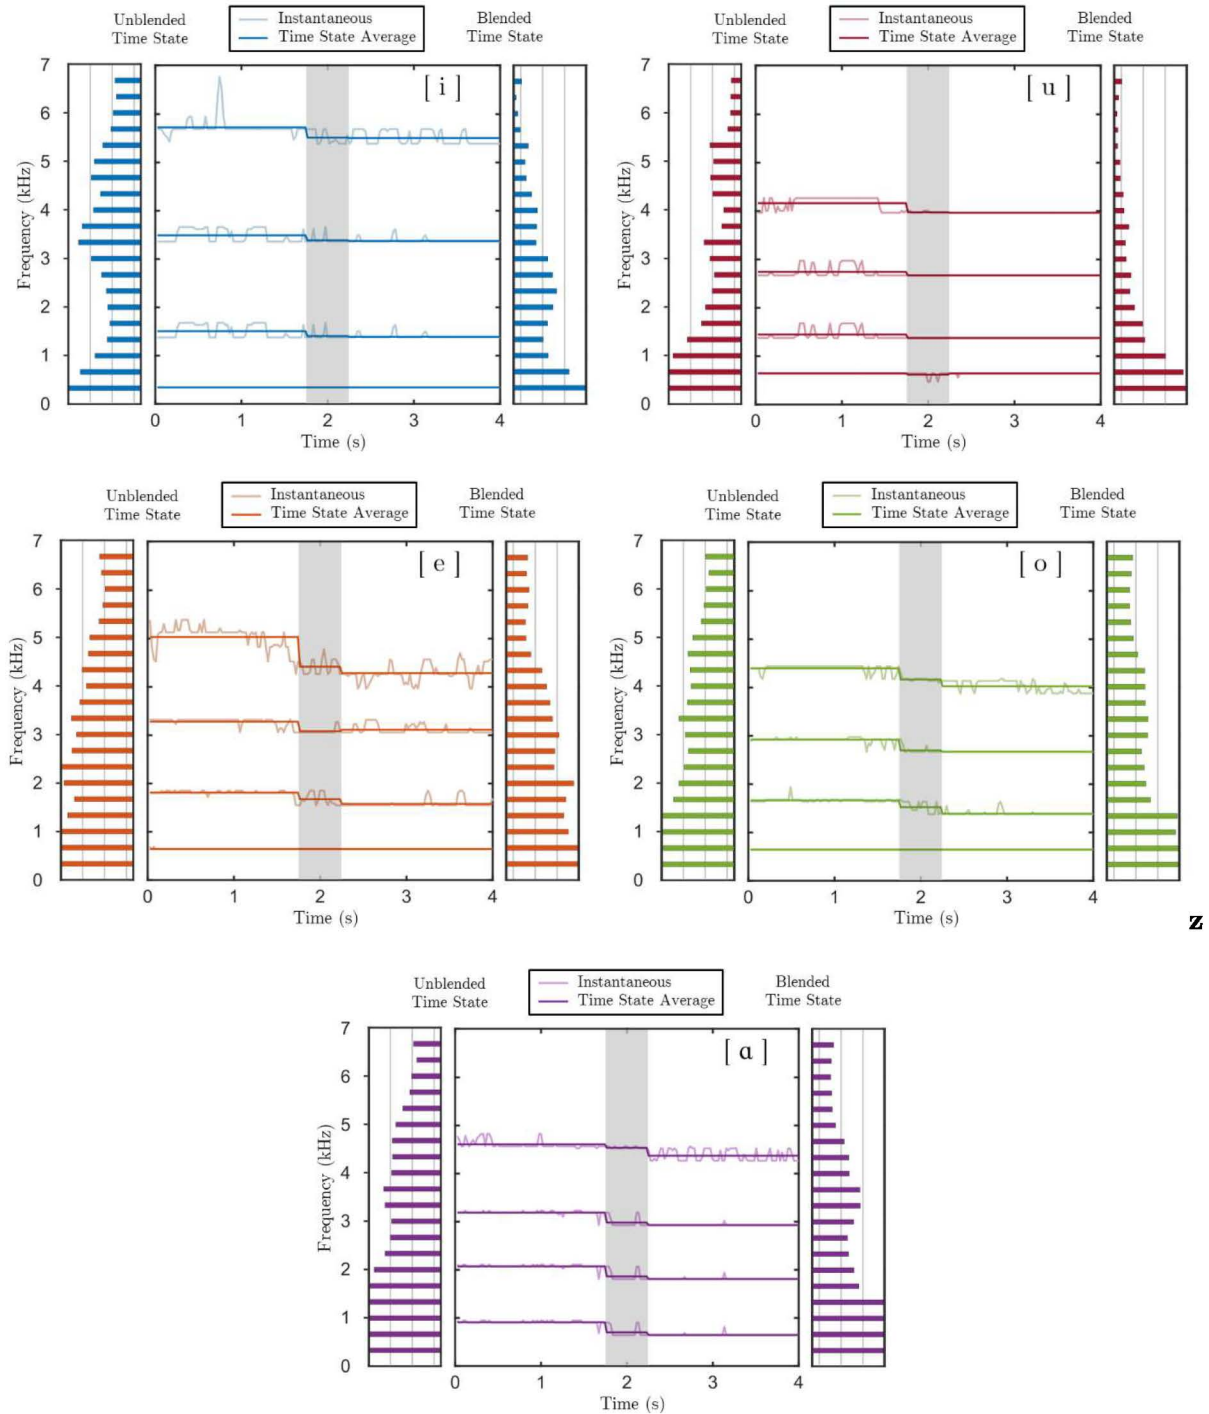 Unblended
Time State
Instantaneous
Time State Average
Blended
Time State
[ i ]
Frequency (kHz)
7
6
5
4
3
2
1
0
0 1 2 3 4
Time (s)
Unblended
Time State
Instantaneous
Time State Average
Blended
Time State
[ u ]
Frequency (kHz)
7
6
5
4
3
2
1
0
0 1 2 3 4
Time (s)
Unblended
Time State
Instantaneous
Time State Average
Blended
Time State
[ e ]
Frequency (kHz)
7
6
5
4
3
2
1
0
0 1 2 3 4
Time (s)
Unblended
Time State
Instantaneous
Time State Average
Blended
Time State
[ o ]
Frequency (kHz)
7
6
5
4
3
2
1
0
0 1 2 3 4
Time (s)
z
Unblended
Time State
Instantaneous
Time State Average
Blended
Time State
[ a ]
Frequency (kHz)
7
6
5
4
3
2
1
0
0 1 2 3 4
Time (s)